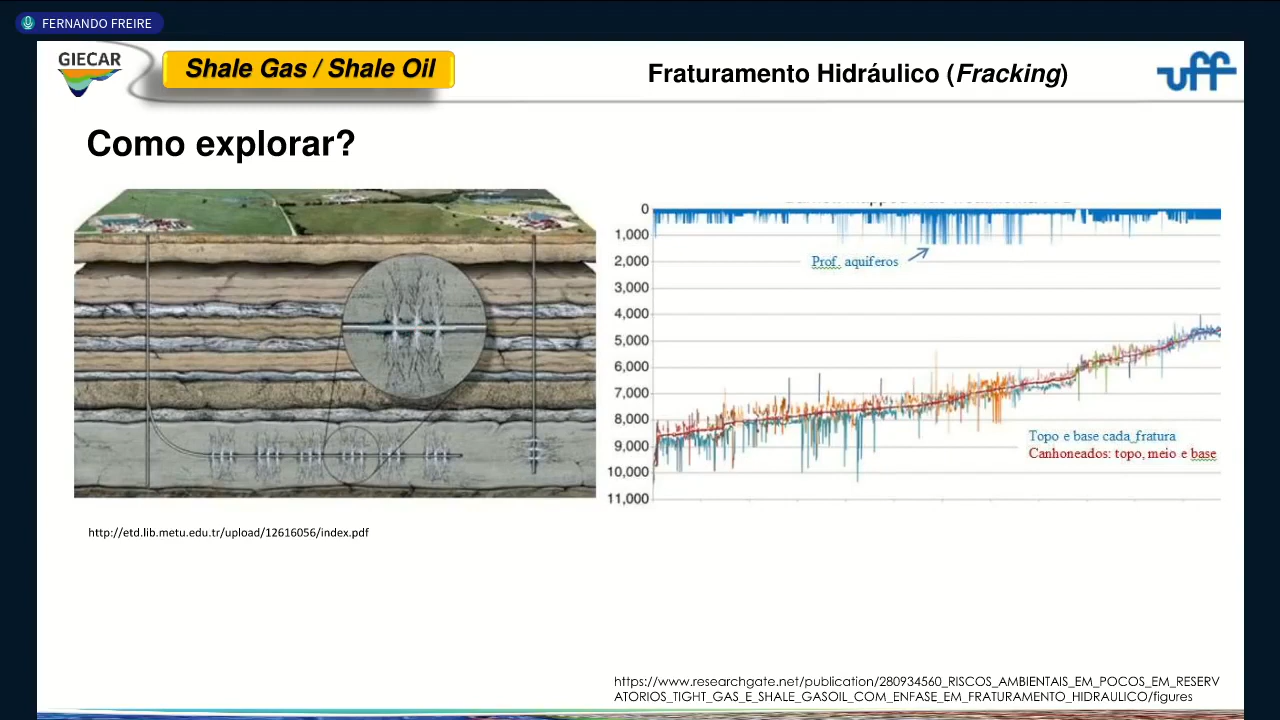 FERNANDO FREIRE
GIECAR
Shale Gas / Shale Oil
Fraturamento Hidráulico (Fracking)
uff
Como explorar?
0
1,000
2,000
3,000
4,000
5,000
6,000
7,000
8,000
9,000
10,000
11,000
Prof. aquiferos
Topo e base cada_fratura
Canhoneados: topo, meio e base
http://etd.lib.metu.edu.tr/upload/12616056/index.pdf
https://www.researchgate.net/publication/280934560_RISCOS_AMBIENTAIS_EM_POCOS_EM_RESERV
ATORIOS_TIGHT_GAS_E_SHALE_GASOIL_COM_ENFASE_EM_FRATURAMENTO_HIDRAULICO/figures